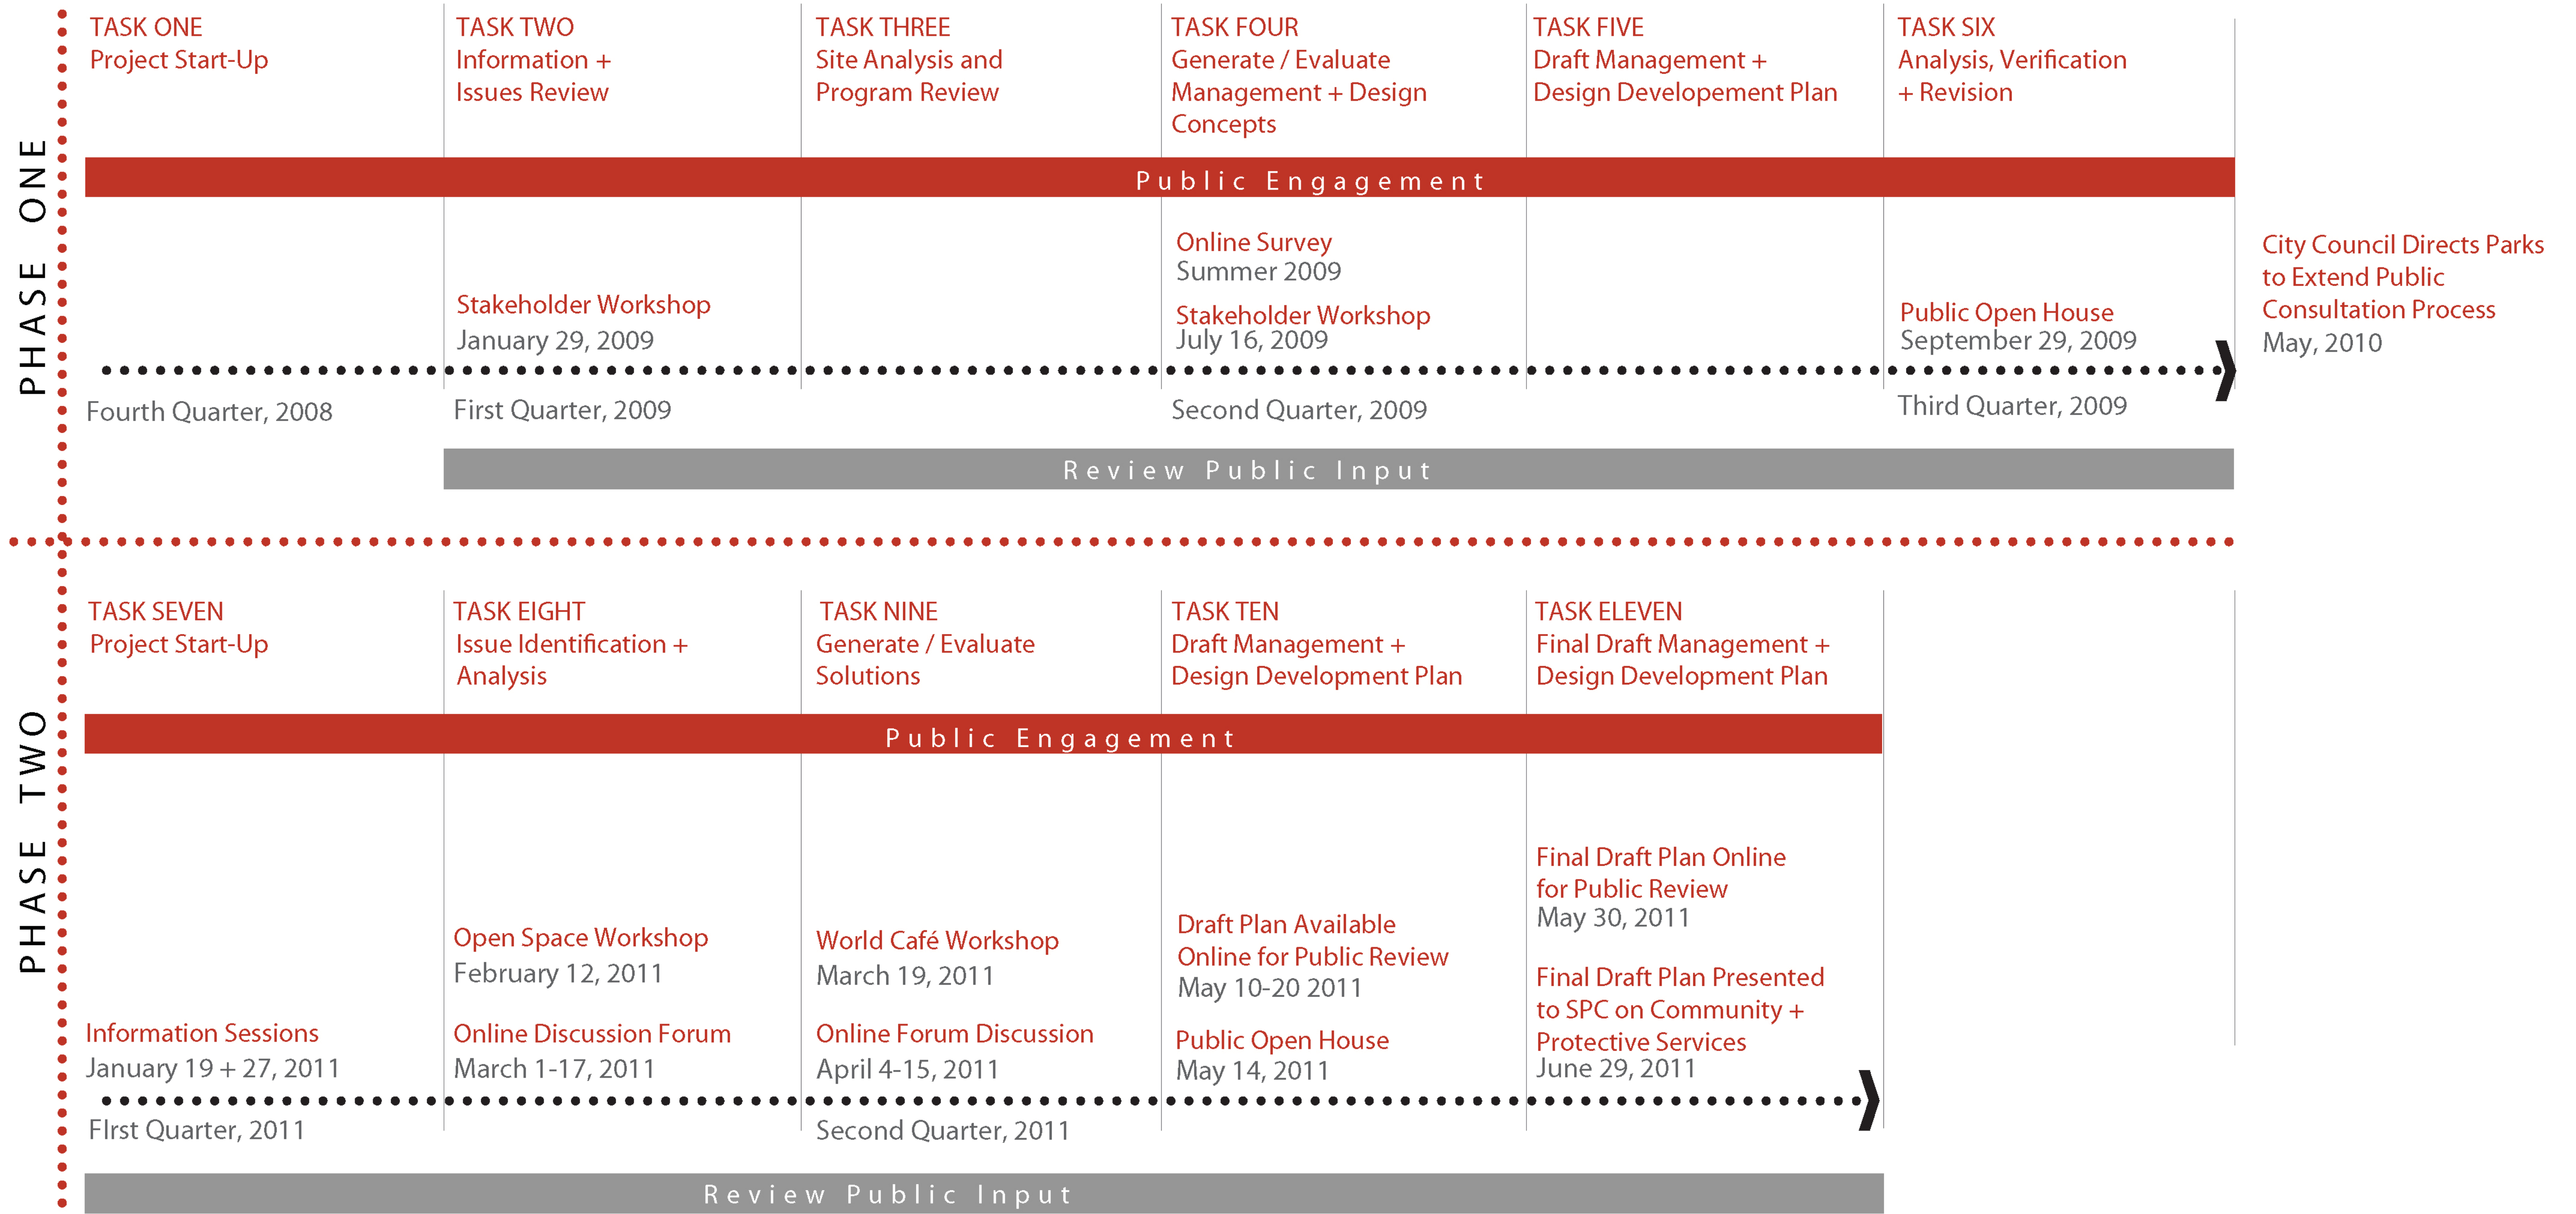 PHASE ONE
TASK ONE
Project Start-Up
TASK TWO
Information +
Issues Review
TASK THREE
Site Analysis and
Program Review
TASK FOUR
Generate / Evaluate
Management + Design
Concepts
TASK FIVE
Draft Management +
Design Developement Plan
TASK SIX
Analysis, Verification
+ Revision
Public Engagement
Stakeholder Workshop
January 29, 2009
Online Survey
Summer 2009
Stakeholder Workshop
July 16, 2009
Public Open House
September 29, 2009
City Council Directs Parks
to Extend Public
Consultation Process
May, 2010
Fourth Quarter, 2008
First Quarter, 2009
Second Quarter, 2009
Third Quarter, 2009
Review Public Input
PHASE TWO
TASK SEVEN
Project Start-Up
TASK EIGHT
Issue Identification +
Analysis
TASK NINE
Generate / Evaluate
Solutions
TASK TEN
Draft Management +
Design Development Plan
TASK ELEVEN
Final Draft Management +
Design Development Plan
Public Engagement
Information Sessions
January 19 + 27, 2011
Open Space Workshop
February 12, 2011
Online Discussion Forum
March 1-17, 2011
World Café Workshop
March 19, 2011
Online Forum Discussion
April 4-15, 2011
Draft Plan Available
Online for Public Review
May 10-20 2011
Public Open House
May 14, 2011
Final Draft Plan Online
for Public Review
May 30, 2011
Final Draft Plan Presented
to SPC on Community +
Protective Services
June 29, 2011
FIrst Quarter, 2011
Second Quarter, 2011
Review Public Input